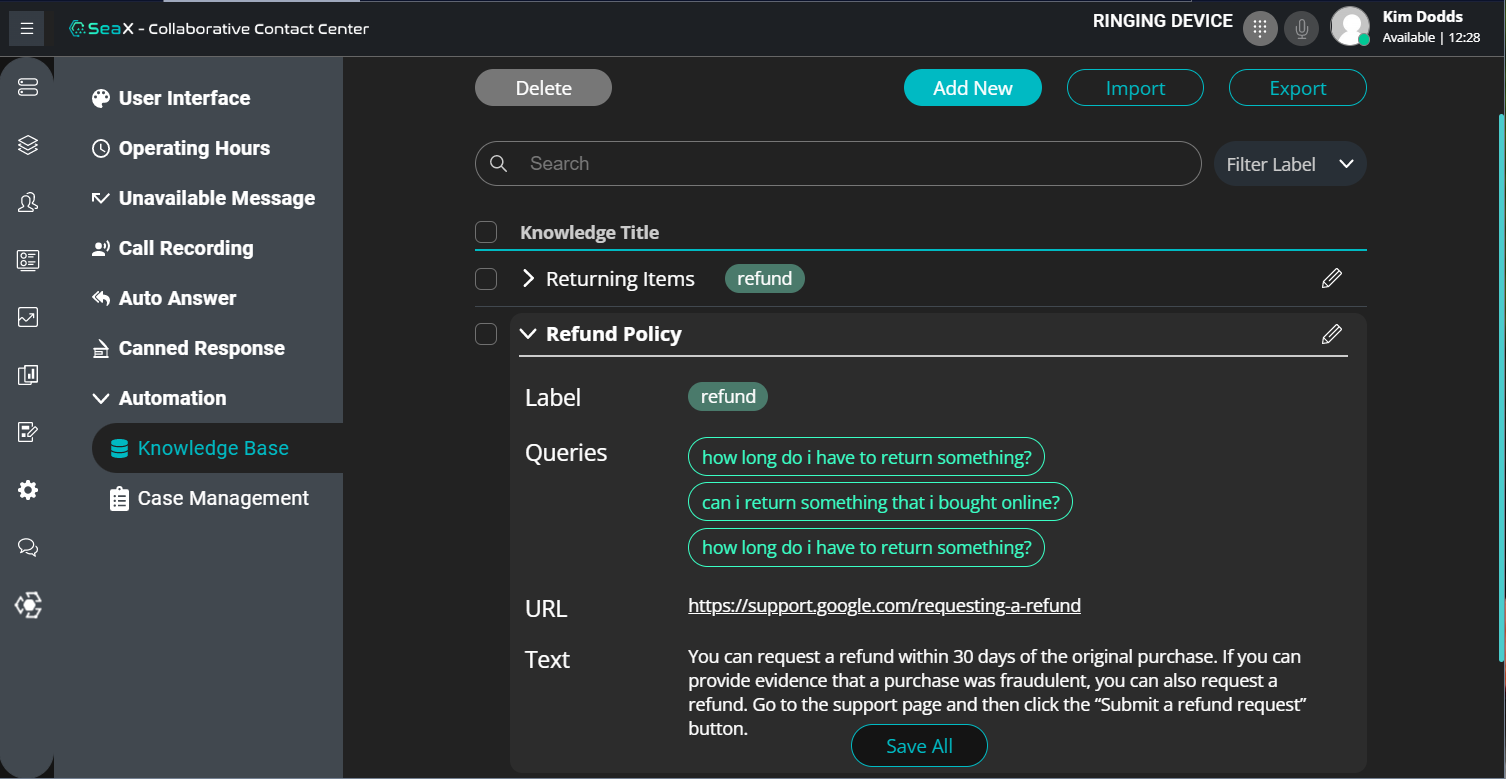 SeaX - Collaborative Contact Center
RINGING DEVICE
Kim Dodds
Available | 12:28
User Interface
Operating Hours
Unavailable Message
Call Recording
Auto Answer
Canned Response
Automation
Knowledge Base
Case Management
Delete
Add New
Import
Export
Search
Filter Label
Knowledge Title
Returning Items refund
Refund Policy
Label refund
Queries how long do i have to return something?
can i return something that i bought online?
how long do i have to return something?
URL https://support.google.com/requesting-a-refund
Text You can request a refund within 30 days of the original purchase. If you can
provide evidence that a purchase was fraudulent, you can also request a
refund. Go to the support page and then click the “Submit a refund request”
button.
Save All